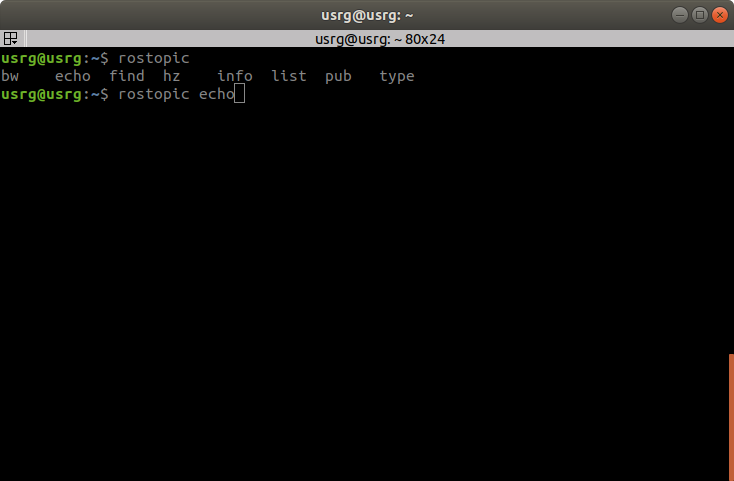 usrg@usrg: ~
usrg@usrg: ~ 80x24
usrg@usrg:~$ rostopic
bw    echo  find  hz    info  list  pub   type
usrg@usrg:~$ rostopic echo